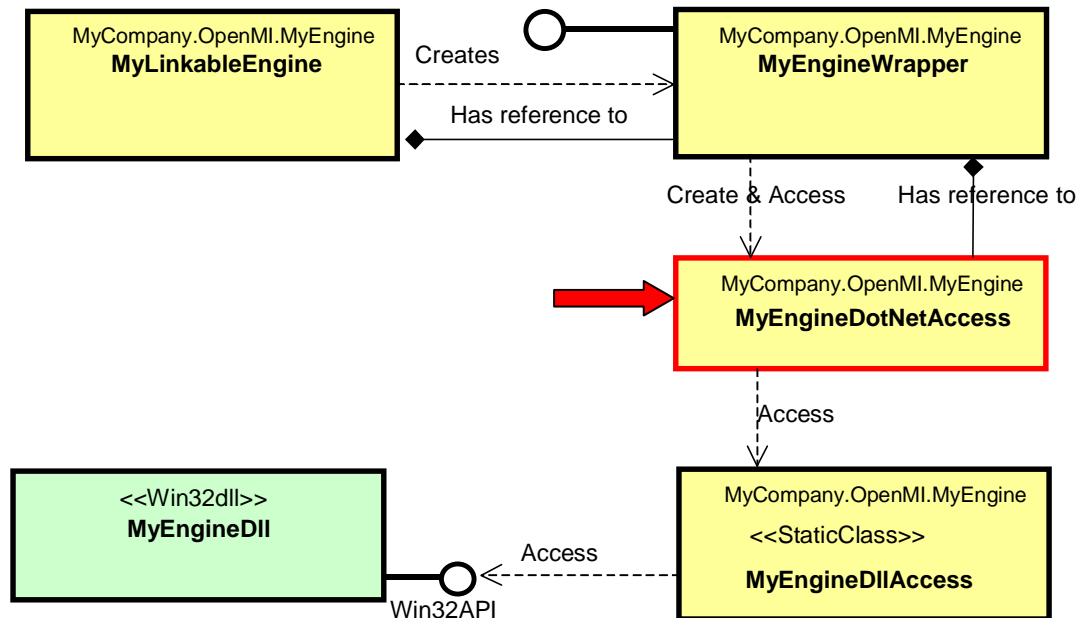 MyCompany.OpenMI.MyEngine
MyLinkableEngine
Creates
Has reference to
MyCompany.OpenMI.MyEngine
MyEngineWrapper
Create & Access
Has reference to
MyCompany.OpenMI.MyEngine
MyEngineDotNetAccess
Access
<<Win32dll>>
MyEngineDll
Access
Win32API
MyCompany.OpenMI.MyEngine
<<StaticClass>>
MyEngineDllAccess